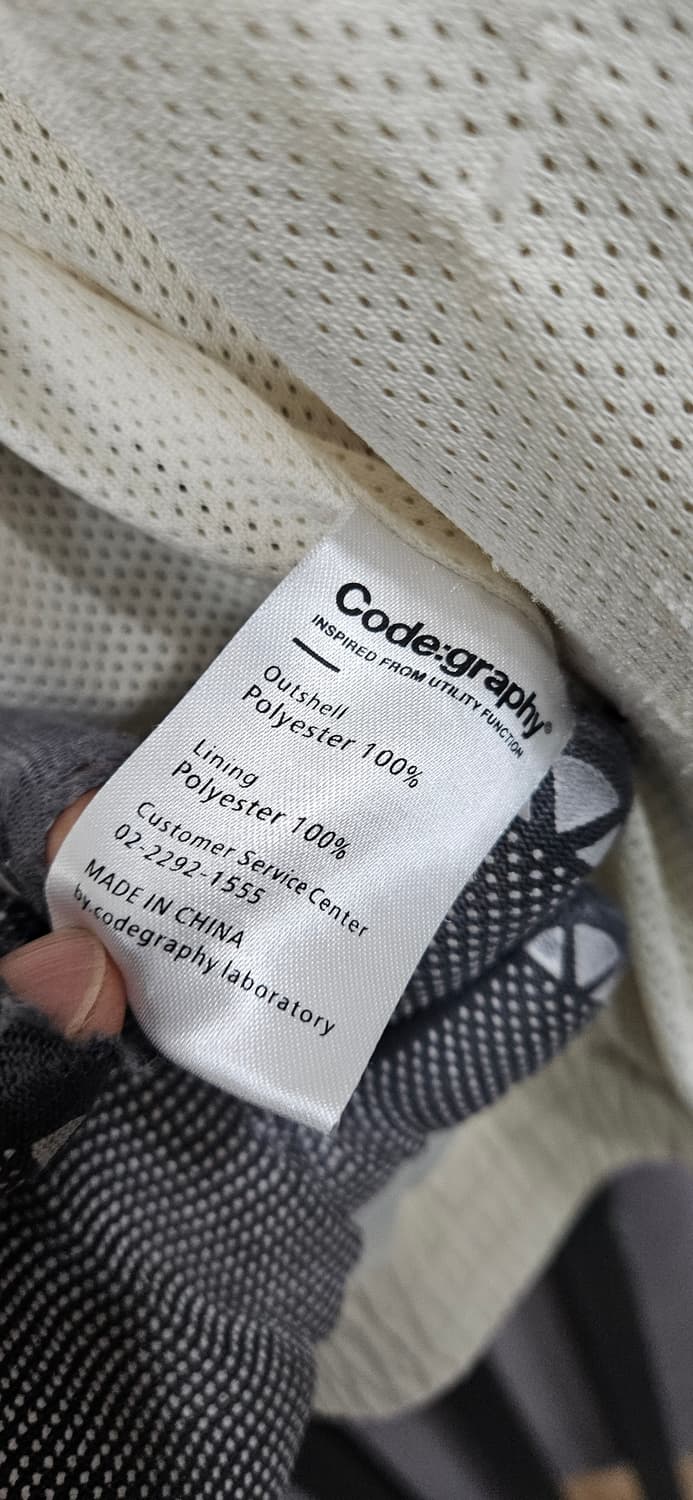 Code:graphy®
INSPIRED FROM UTILITY FUNCTION
Outshell
Polyester 100%
Lining
Polyester 100%
Customer Service Center
02-2292-1555
MADE IN CHINA
by.codegraphy laboratory